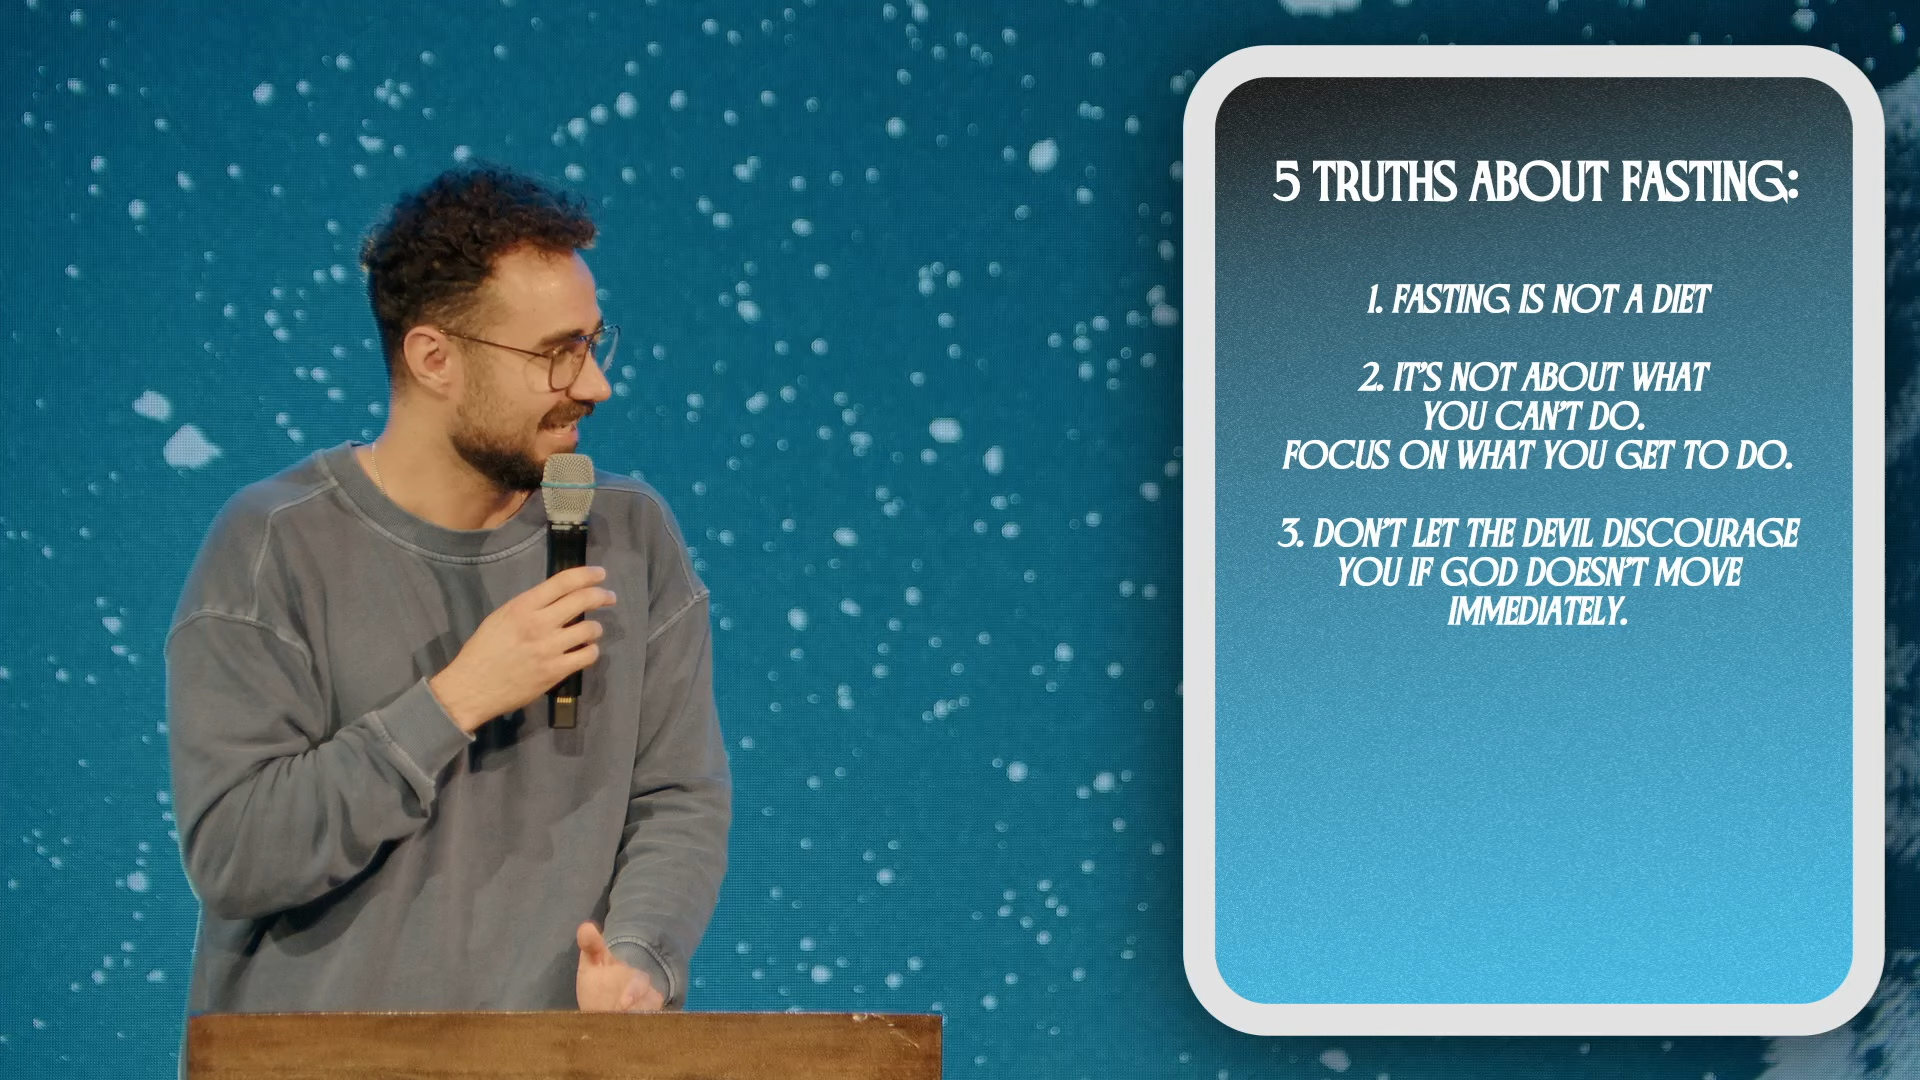 5 TRUTHS ABOUT FASTING:
1. FASTING IS NOT A DIET
2. IT'S NOT ABOUT WHAT
YOU CAN'T DO.
FOCUS ON WHAT YOU GET TO DO.
3. DON'T LET THE DEVIL DISCOURAGE
YOU IF GOD DOESN'T MOVE
IMMEDIATELY.